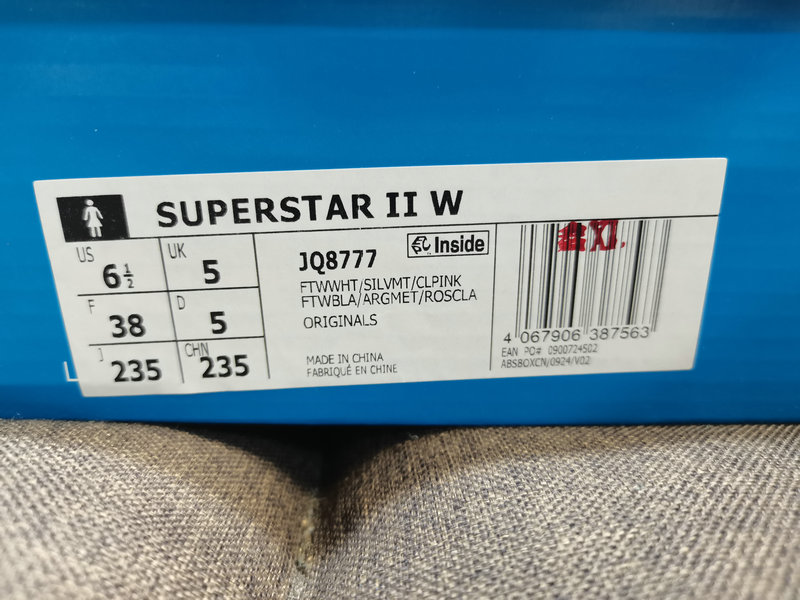 SUPERSTAR II W
US 6½
UK 5
F 38
D 5
J 235
CHN 235
JQ8777
Inside
FTWWHT/SILVMT/CLPINK
FTWBLA/ARGMET/ROSCLA
ORIGINALS
MADE IN CHINA
FABRIQUÉ EN CHINE
XI.
4 067906 387563
EAN PO# 0900724502
ABSBOXCN/0924/V02
L